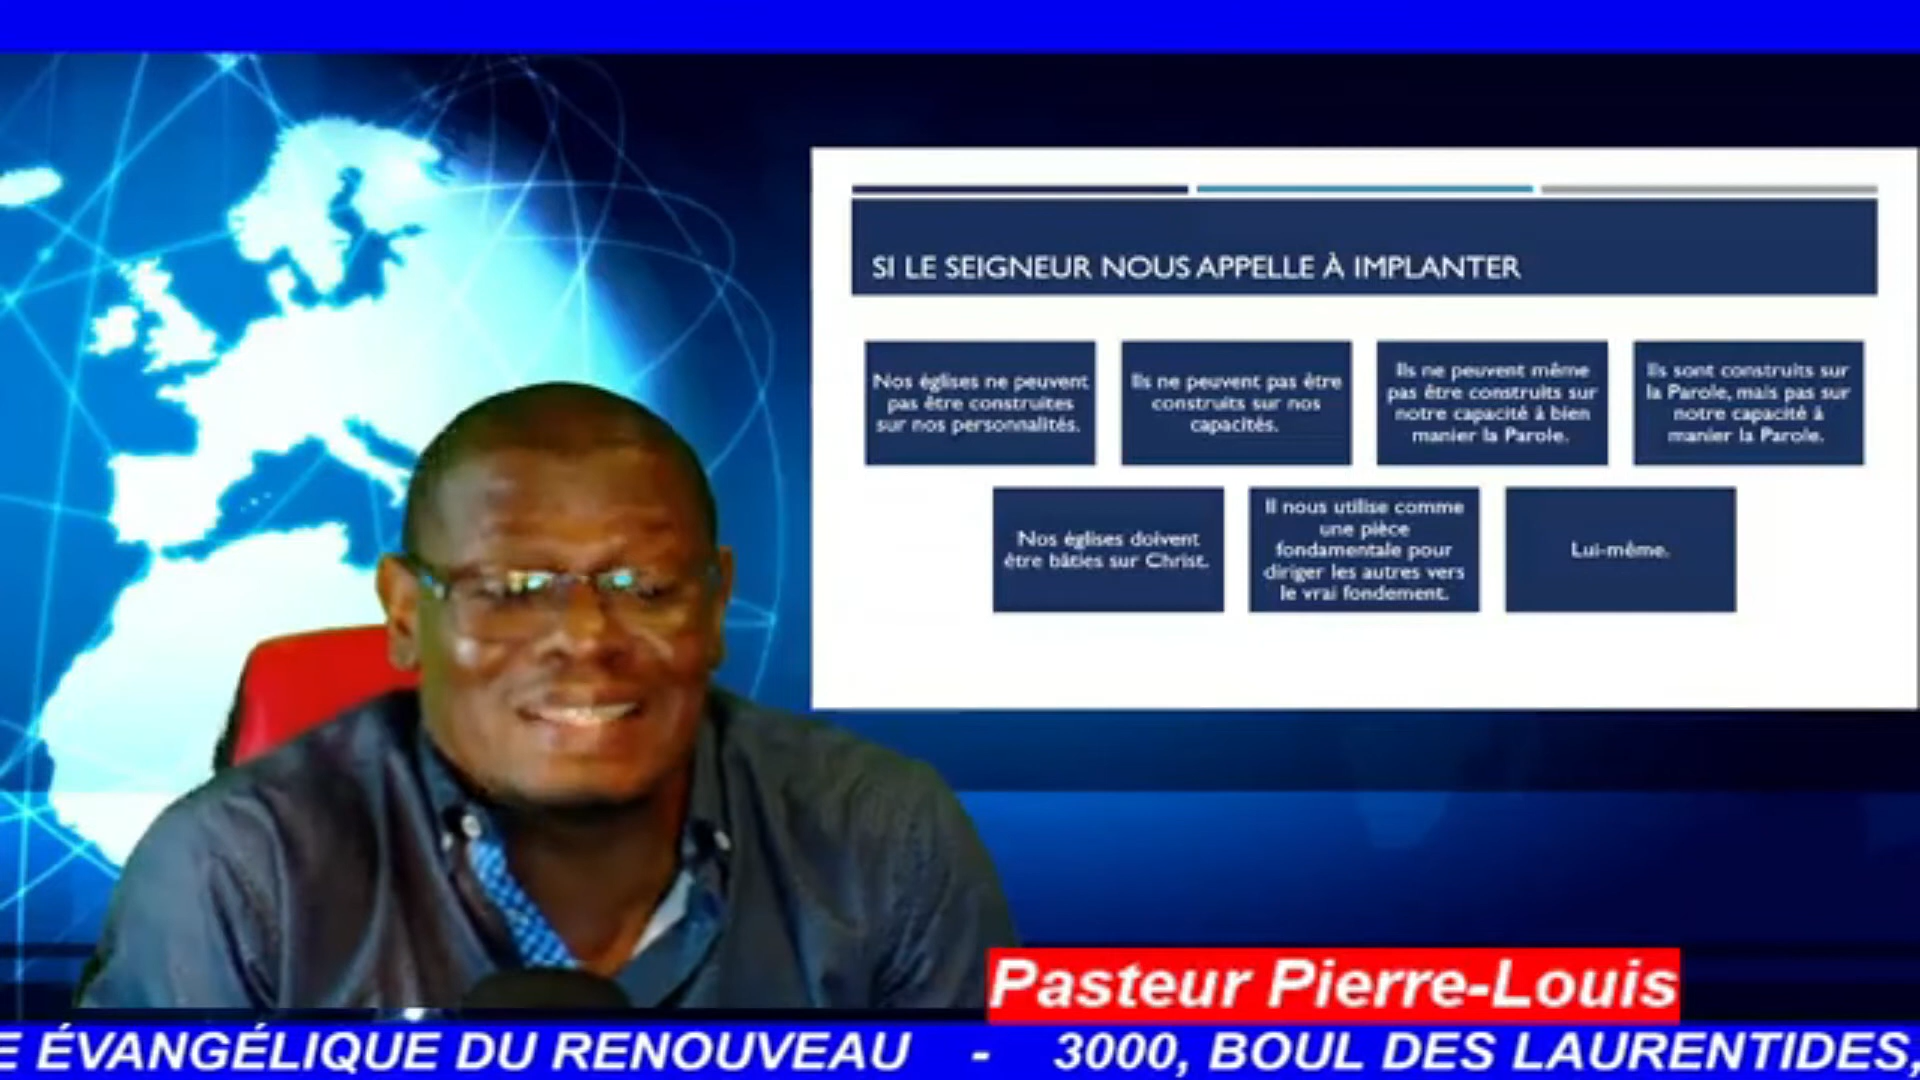 SI LE SEIGNEUR NOUS APPELLE À IMPLANTER
Nos églises ne peuvent
pas être construites
sur nos personnalités.
Ils ne peuvent pas être
construits sur nos
capacités.
Ils ne peuvent même
pas être construits sur
notre capacité à bien
manier la Parole.
Ils sont construits sur
la Parole, mais pas sur
notre capacité à
manier la Parole.
Nos églises doivent
être bâties sur Christ.
Il nous utilise comme
une pièce
fondamentale pour
diriger les autres vers
le vrai fondement.
Lui-même.
Pasteur Pierre-Louis
E ÉVANGÉLIQUE DU RENOUVEAU - 3000, BOUL DES LAURENTIDES,